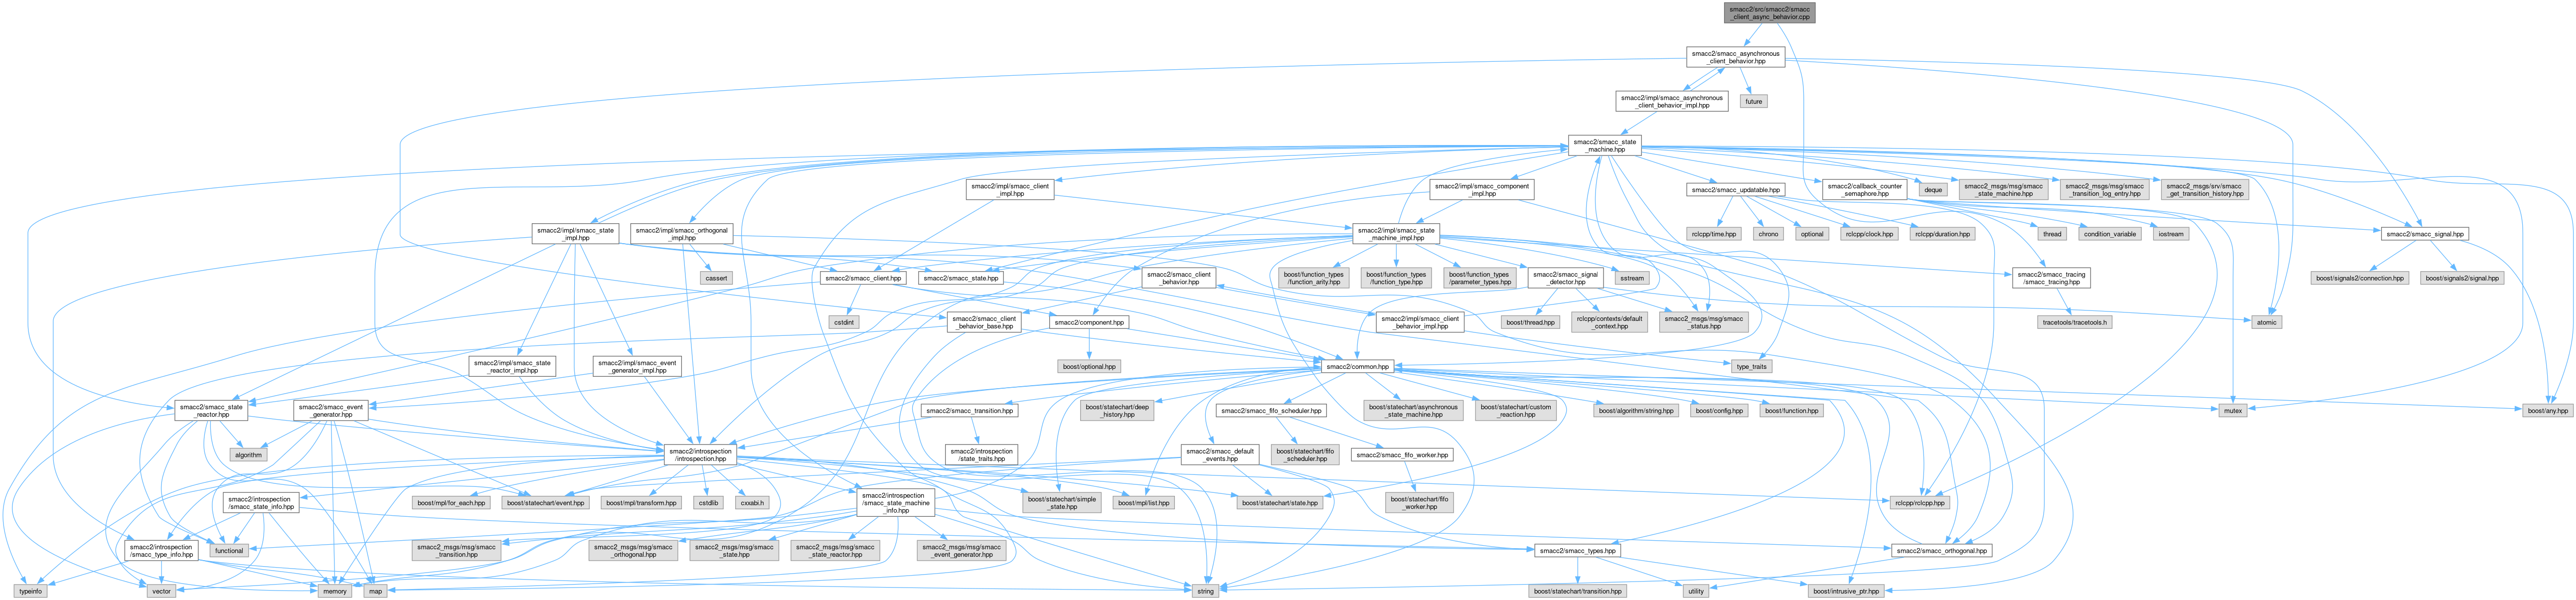 smacc2/src/smacc2/smacc
_client_async_behavior.cpp
smacc2/smacc_asynchronous
_client_behavior.hpp
smacc2/impl/smacc_asynchronous
_client_behavior_impl.hpp
future
smacc2/smacc_state
_machine.hpp
smacc2/impl/smacc_client
_impl.hpp
smacc2/impl/smacc_component
_impl.hpp
smacc2/smacc_updatable.hpp
smacc2/callback_counter
_semaphore.hpp
deque
smacc2_msgs/msg/smacc
_state_machine.hpp
smacc2_msgs/msg/smacc
_transition_log_entry.hpp
smacc2_msgs/srv/smacc
_get_transition_history.hpp
smacc2/impl/smacc_state
_impl.hpp
smacc2/impl/smacc_orthogonal
_impl.hpp
smacc2/impl/smacc_state
_machine_impl.hpp
rclcpp/time.hpp
chrono
optional
rclcpp/clock.hpp
rclcpp/duration.hpp
thread
condition_variable
iostream
smacc2/smacc_signal.hpp
cassert
smacc2/smacc_client.hpp
smacc2/smacc_state.hpp
smacc2/smacc_client
_behavior.hpp
boost/function_types
/function_arity.hpp
boost/function_types
/function_type.hpp
boost/function_types
/parameter_types.hpp
smacc2/smacc_signal
_detector.hpp
sstream
smacc2/smacc_tracing
/smacc_tracing.hpp
boost/signals2/connection.hpp
boost/signals2/signal.hpp
cstdint
smacc2/smacc_client
_behavior_base.hpp
smacc2/component.hpp
smacc2/impl/smacc_client
_behavior_impl.hpp
boost/thread.hpp
rclcpp/contexts/default
_context.hpp
smacc2_msgs/msg/smacc
_status.hpp
tracetools/tracetools.h
atomic
smacc2/impl/smacc_state
_reactor_impl.hpp
smacc2/impl/smacc_event
_generator_impl.hpp
boost/optional.hpp
smacc2/common.hpp
type_traits
smacc2/smacc_state
_reactor.hpp
smacc2/smacc_event
_generator.hpp
smacc2/smacc_transition.hpp
boost/statechart/deep
_history.hpp
smacc2/smacc_fifo_scheduler.hpp
boost/statechart/asynchronous
_state_machine.hpp
boost/statechart/custom
_reaction.hpp
boost/algorithm/string.hpp
boost/config.hpp
boost/function.hpp
mutex
boost/any.hpp
algorithm
smacc2/introspection
/introspection.hpp
smacc2/introspection
/state_traits.hpp
smacc2/smacc_default
_events.hpp
boost/statechart/fifo
_scheduler.hpp
smacc2/smacc_fifo_worker.hpp
smacc2/introspection
/smacc_state_info.hpp
boost/mpl/for_each.hpp
boost/statechart/event.hpp
boost/mpl/transform.hpp
cstdlib
cxxabi.h
smacc2/introspection
/smacc_state_machine
_info.hpp
boost/statechart/simple
_state.hpp
boost/mpl/list.hpp
boost/statechart/state.hpp
boost/statechart/fifo
_worker.hpp
rclcpp/rclcpp.hpp
smacc2/introspection
/smacc_type_info.hpp
functional
smacc2_msgs/msg/smacc
_transition.hpp
smacc2_msgs/msg/smacc
_orthogonal.hpp
smacc2_msgs/msg/smacc
_state.hpp
smacc2_msgs/msg/smacc
_state_reactor.hpp
smacc2_msgs/msg/smacc
_event_generator.hpp
smacc2/smacc_types.hpp
smacc2/smacc_orthogonal.hpp
typeinfo
vector
memory
map
string
boost/statechart/transition.hpp
utility
boost/intrusive_ptr.hpp